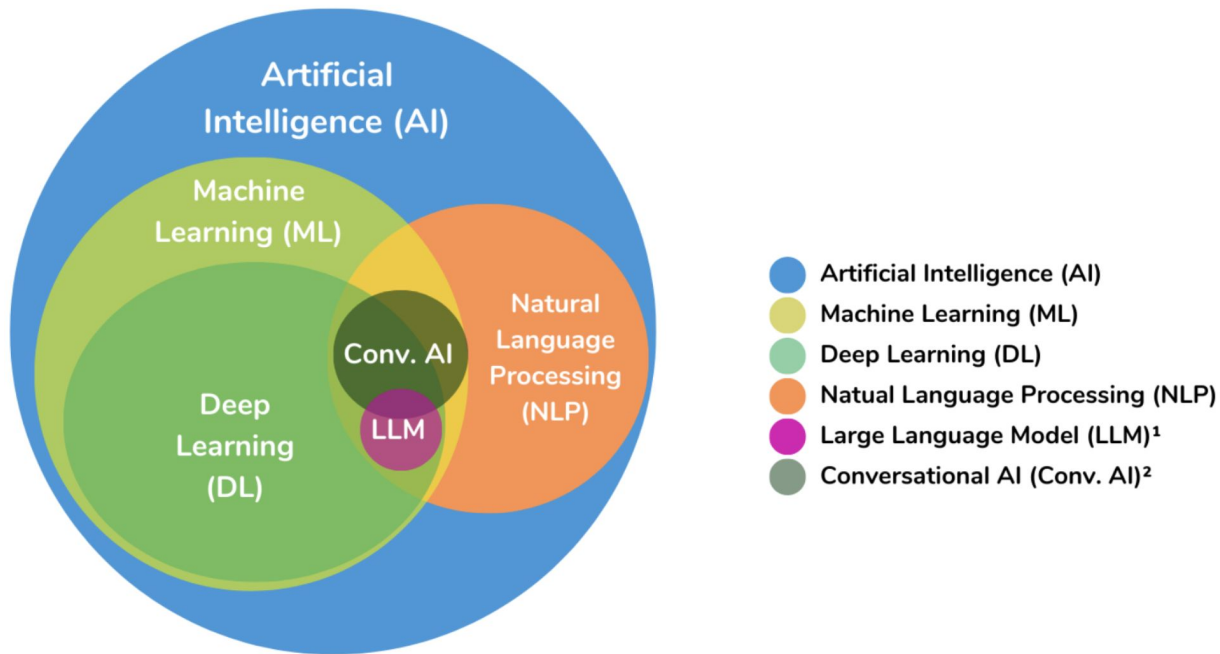 Artificial
Intelligence (AI)
Machine
Learning (ML)
Natural
Language
Processing
(NLP)
Conv. AI
LLM
Deep
Learning
(DL)
Artificial Intelligence (AI)
Machine Learning (ML)
Deep Learning (DL)
Natual Language Processing (NLP)
Large Language Model (LLM)¹
Conversational AI (Conv. AI)²